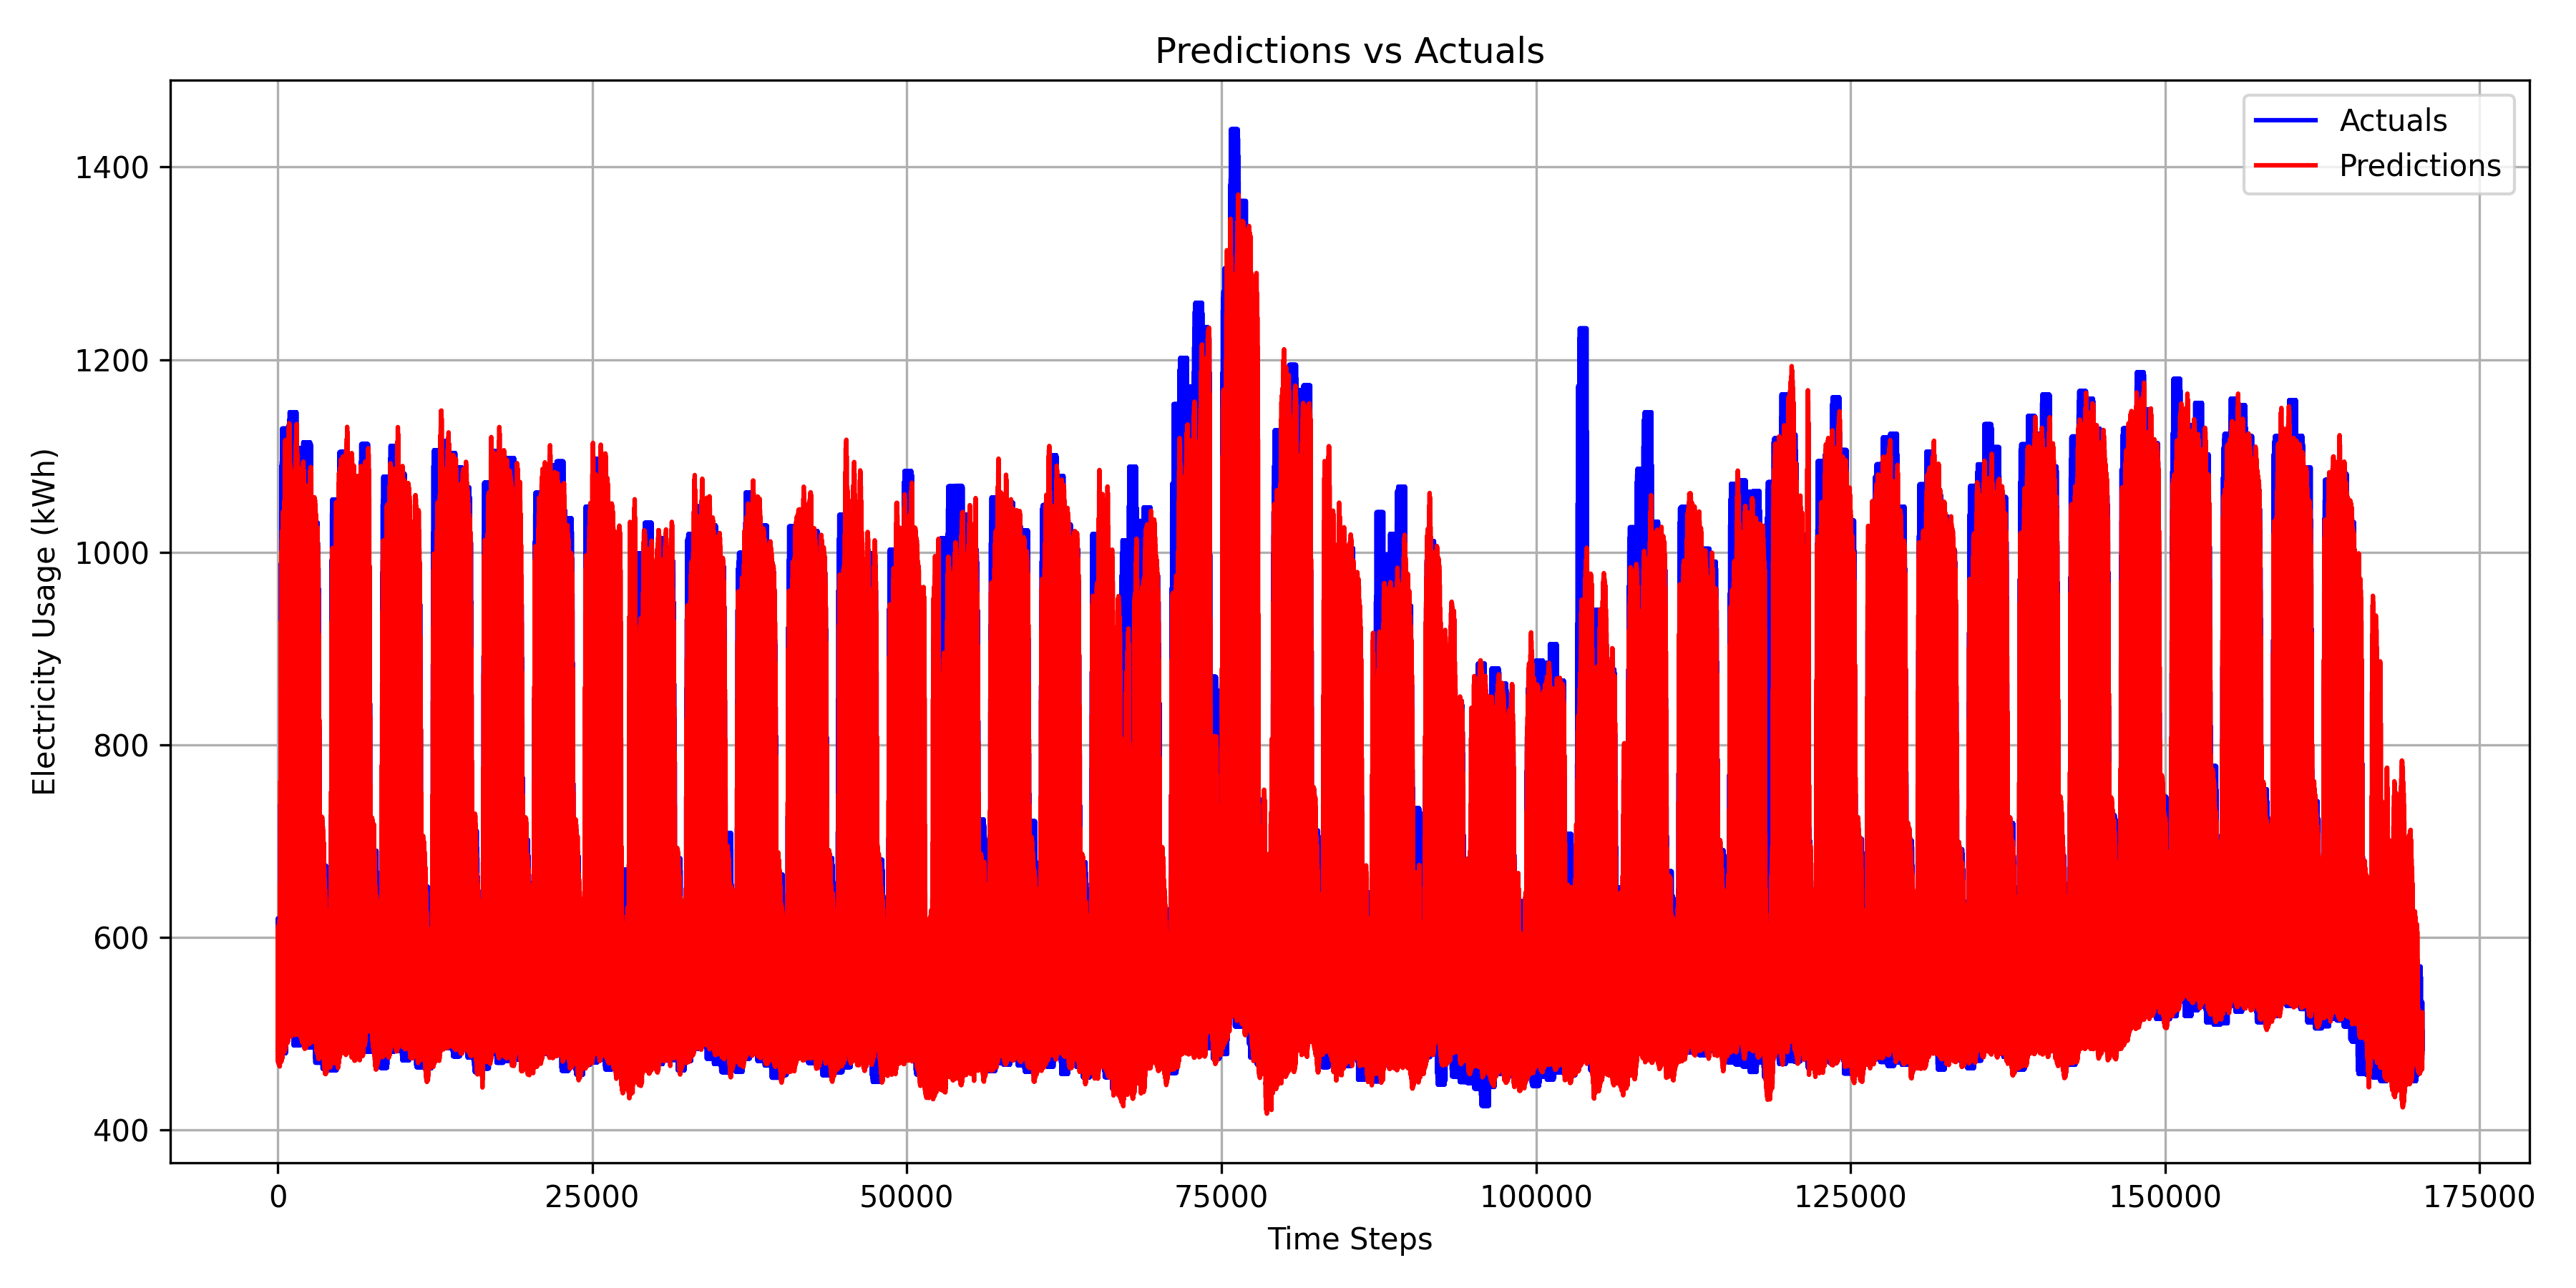 Predictions vs Actuals
Actuals
Predictions
1400
1200
1000
800
600
400
Electricity Usage (kWh)
0 25000 50000 75000 100000 125000 150000 175000
Time Steps